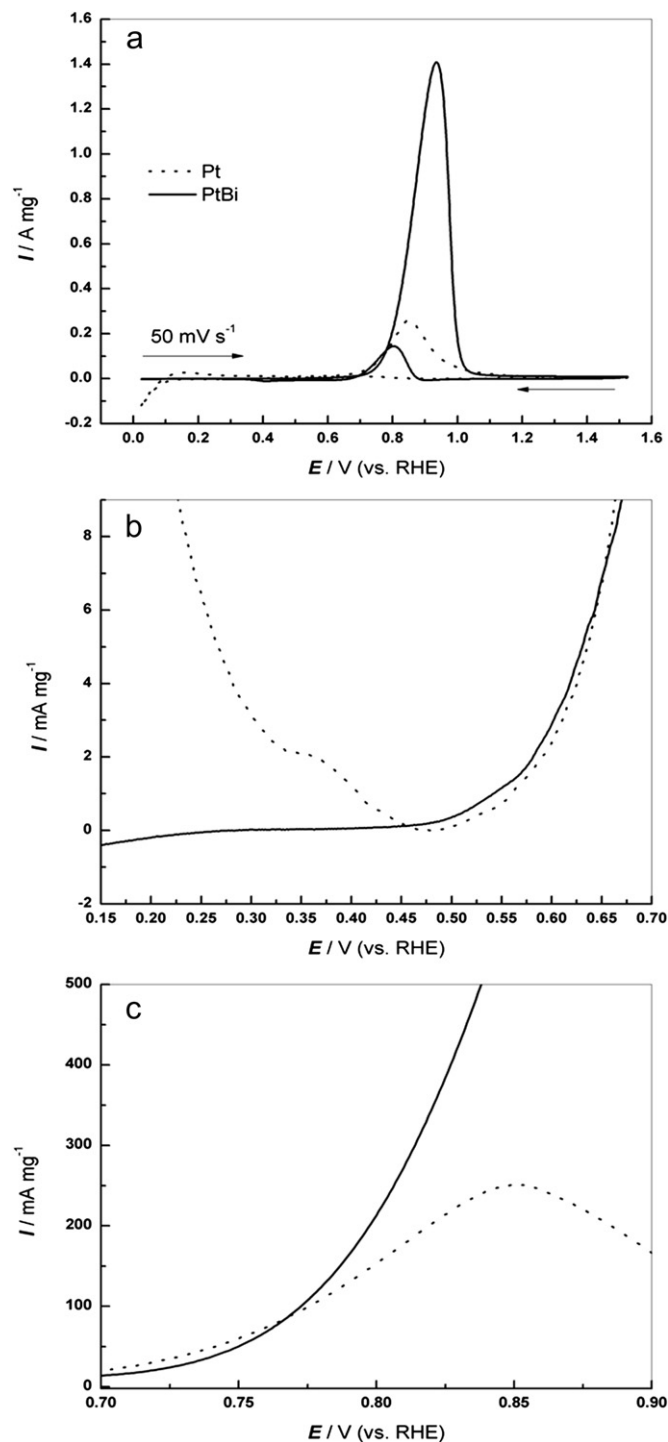 a
1.6
1.4
1.2
1.0
0.8
0.6
0.4
0.2
0.0
-0.2
I / A mg⁻¹
Pt
PtBi
50 mV s⁻¹
0.0 0.2 0.4 0.6 0.8 1.0 1.2 1.4 1.6
E / V (vs. RHE)
b
8
6
4
2
0
-2
I / mA mg⁻¹
0.15 0.20 0.25 0.30 0.35 0.40 0.45 0.50 0.55 0.60 0.65 0.70
E / V (vs. RHE)
c
500
400
300
200
100
0
I / mA mg⁻¹
0.70 0.75 0.80 0.85 0.90
E / V (vs. RHE)